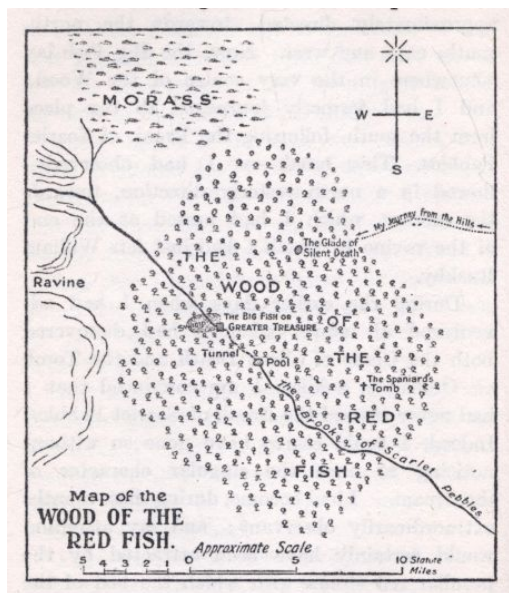 MORASS
W E
S
My Journey from the Hills
The Glade of
Silent Death
THE
Ravine
WOOD
THE BIG FISH OR
GREATER TREASURE
OF
Tunnel
THE
Pool
The Spaniard's
Tomb
The Brook of Scarlet Pebbles
RED
FISH
Map of the
WOOD OF THE
RED FISH.
Approximate Scale
5 4 3 2 1 0 5 10 Statute
Miles